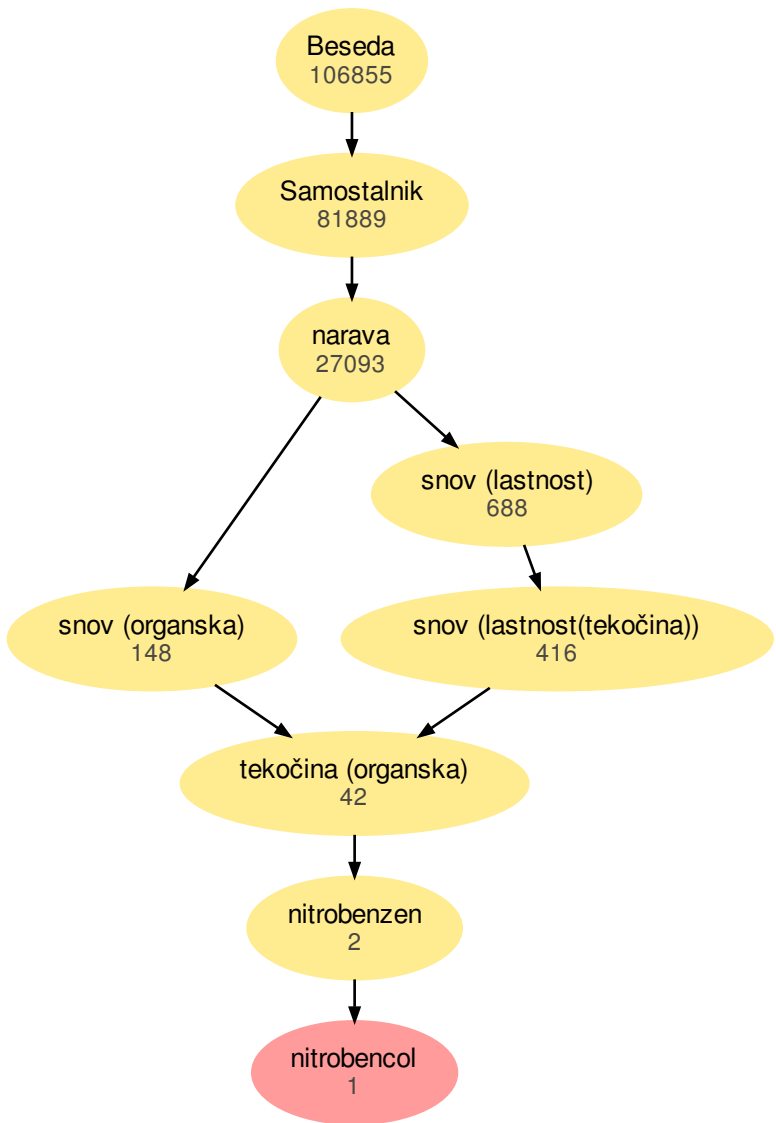 Beseda
106855
Samostalnik
81889
narava
27093
snov (lastnost)
688
snov (organska)
148
snov (lastnost(tekočina))
416
tekočina (organska)
42
nitrobenzen
2
nitrobencol
1